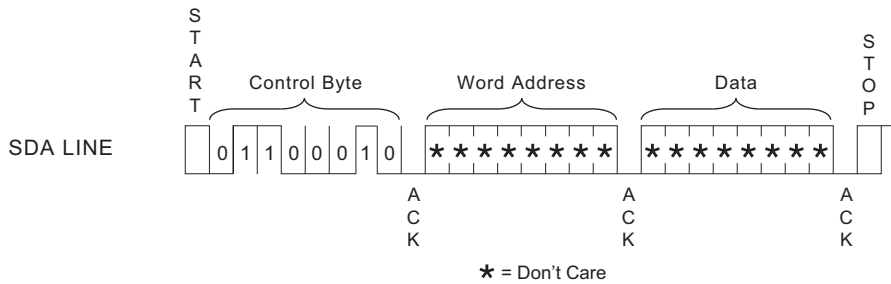 START
STOP
Control Byte Word Address Data
SDA LINE
0 1 1 0 0 0 1 0 * * * * * * * * * * * * * * * *
ACK ACK ACK
* = Don't Care